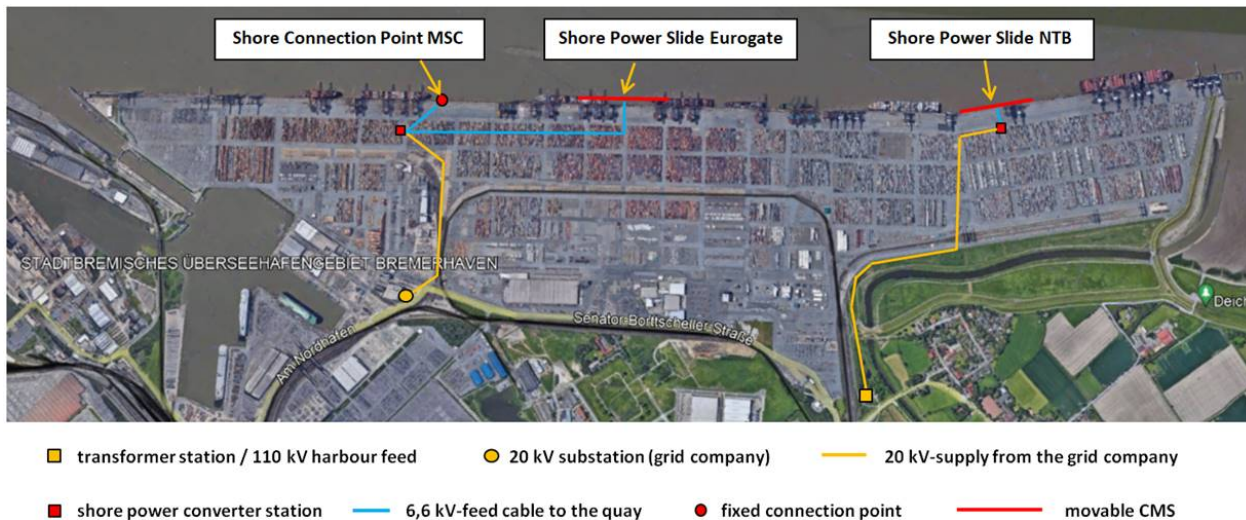 Shore Connection Point MSC
Shore Power Slide Eurogate
Shore Power Slide NTB
STADTBREMISCHES ÜBERSEEHAFENGEBIET BREMERHAVEN
Deich
Senator-Borttscheller-Straße
Am Nordhafen
transformer station / 110 kV harbour feed
20 kV substation (grid company)
20 kV-supply from the grid company
shore power converter station
6,6 kV-feed cable to the quay
fixed connection point
movable CMS